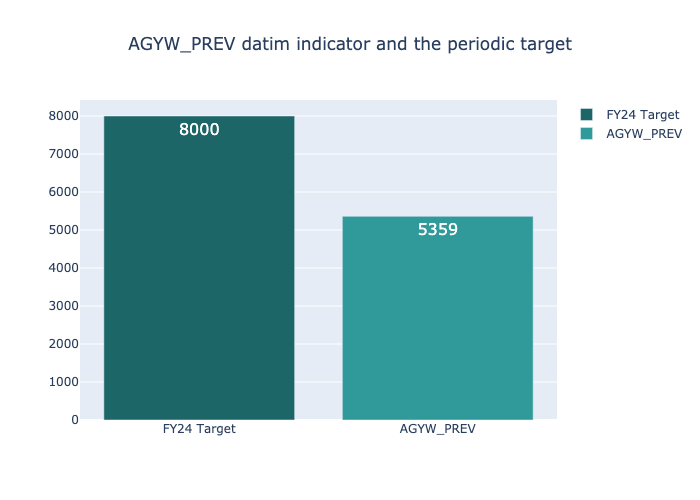 AGYW_PREV datim indicator and the periodic target
FY24 Target
AGYW_PREV
8000
7000
6000
5000
4000
3000
2000
1000
0
8000
5359
FY24 Target
AGYW_PREV